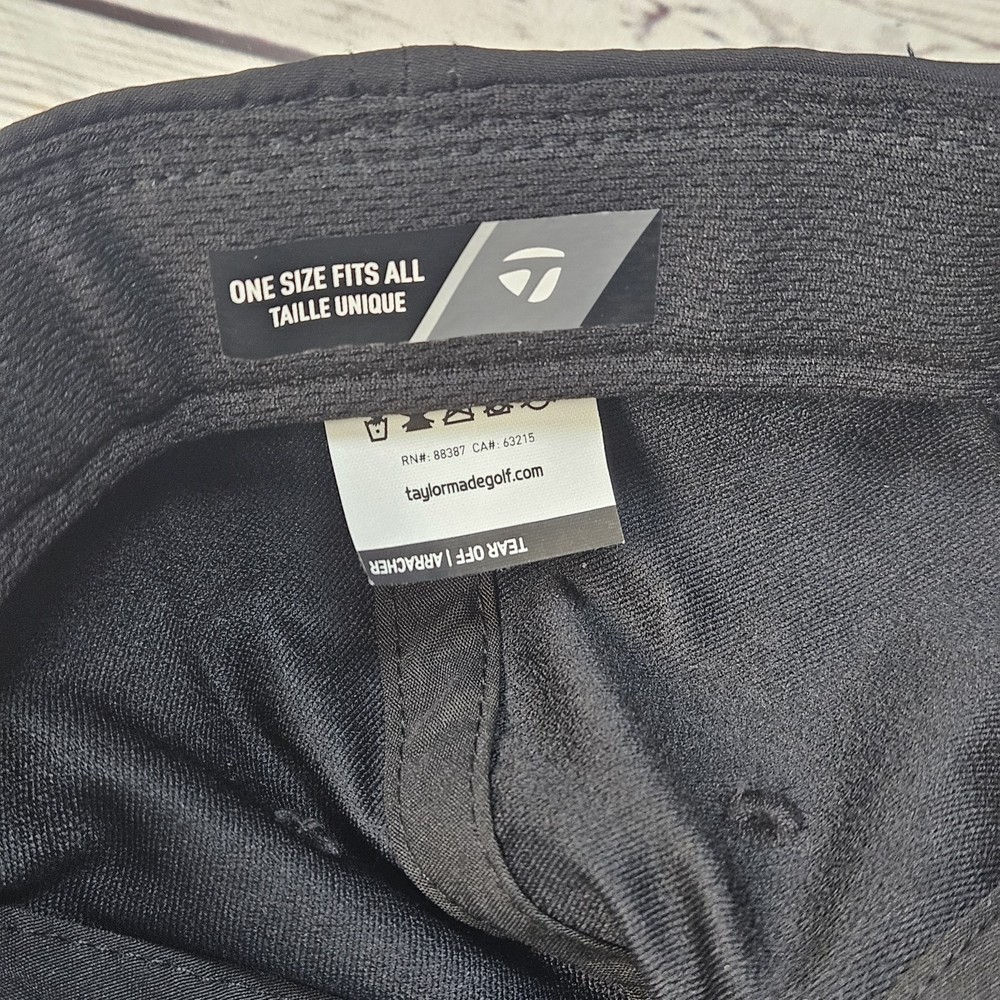 ONE SIZE FITS ALL
TAILLE UNIQUE
RN#: 88387 CA#: 63215
taylormadegolf.com
TEAR OFF | ARRACHER